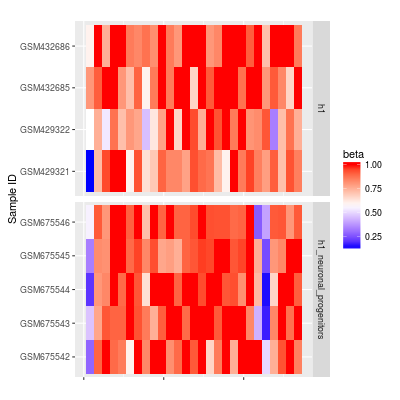 GSM432686
GSM432685
GSM429322
GSM429321
h1
GSM675546
GSM675545
GSM675544
GSM675543
GSM675542
h1_neuronal_progenitors
Sample ID
beta
1.00
0.75
0.50
0.25